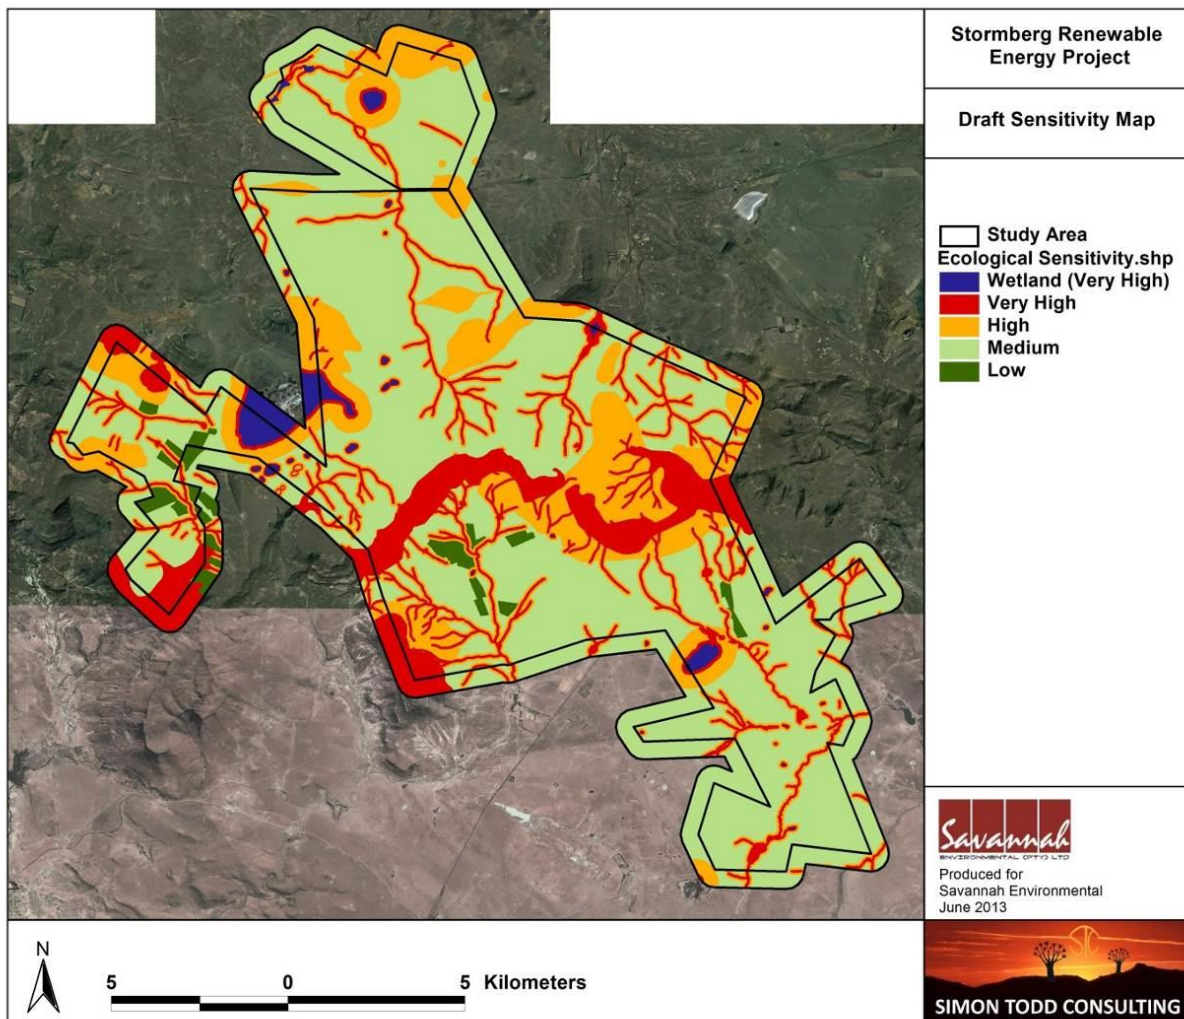 Stormberg Renewable
Energy Project
Draft Sensitivity Map
Study Area
Ecological Sensitivity.shp
Wetland (Very High)
Very High
High
Medium
Low
Savannah
ENVIRONMENTAL (PTY) LTD
Produced for
Savannah Environmental
June 2013
N
5 0 5 Kilometers
STC
SIMON TODD CONSULTING